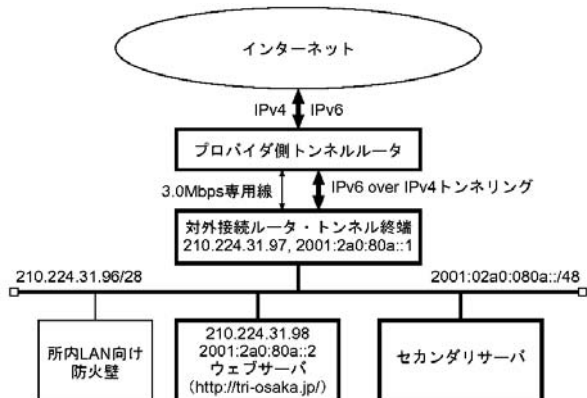 インターネット
IPv4 IPv6
プロバイダ側トンネルルータ
3.0Mbps専用線 IPv6 over IPv4トンネリング
対外接続ルータ・トンネル終端
210.224.31.97, 2001:2a0:80a::1
210.224.31.96/28 2001:02a0:080a::/48
所内LAN向け
防火壁
210.224.31.98
2001:2a0:80a::2
ウェブサーバ
(http://tri-osaka.jp/)
セカンダリサーバ